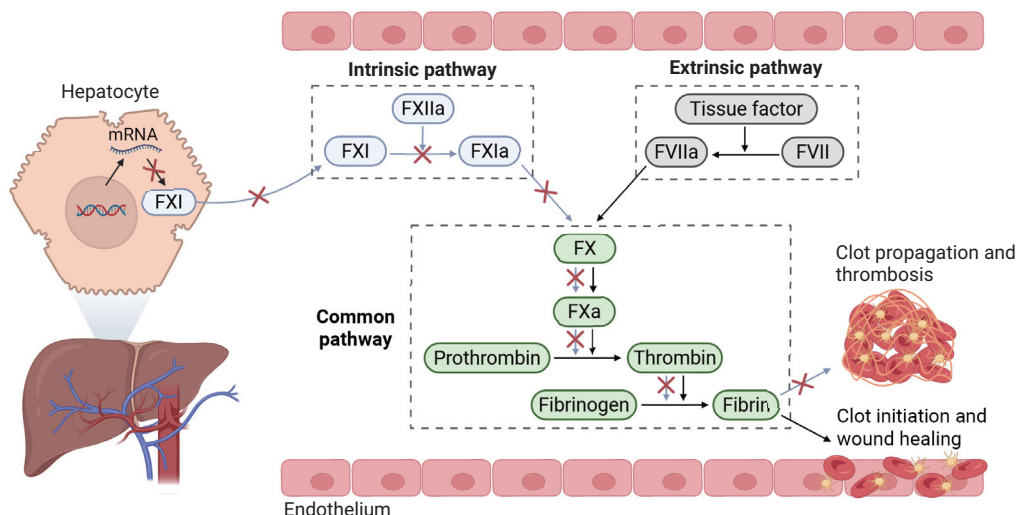 Hepatocyte
mRNA
FXI
Intrinsic pathway
FXIIa
FXI
FXIa
Extrinsic pathway
Tissue factor
FVIIa
FVII
Common
pathway
FX
FXa
Prothrombin
Thrombin
Fibrinogen
Fibrin
Clot propagation and
thrombosis
Clot initiation and
wound healing
Endothelium